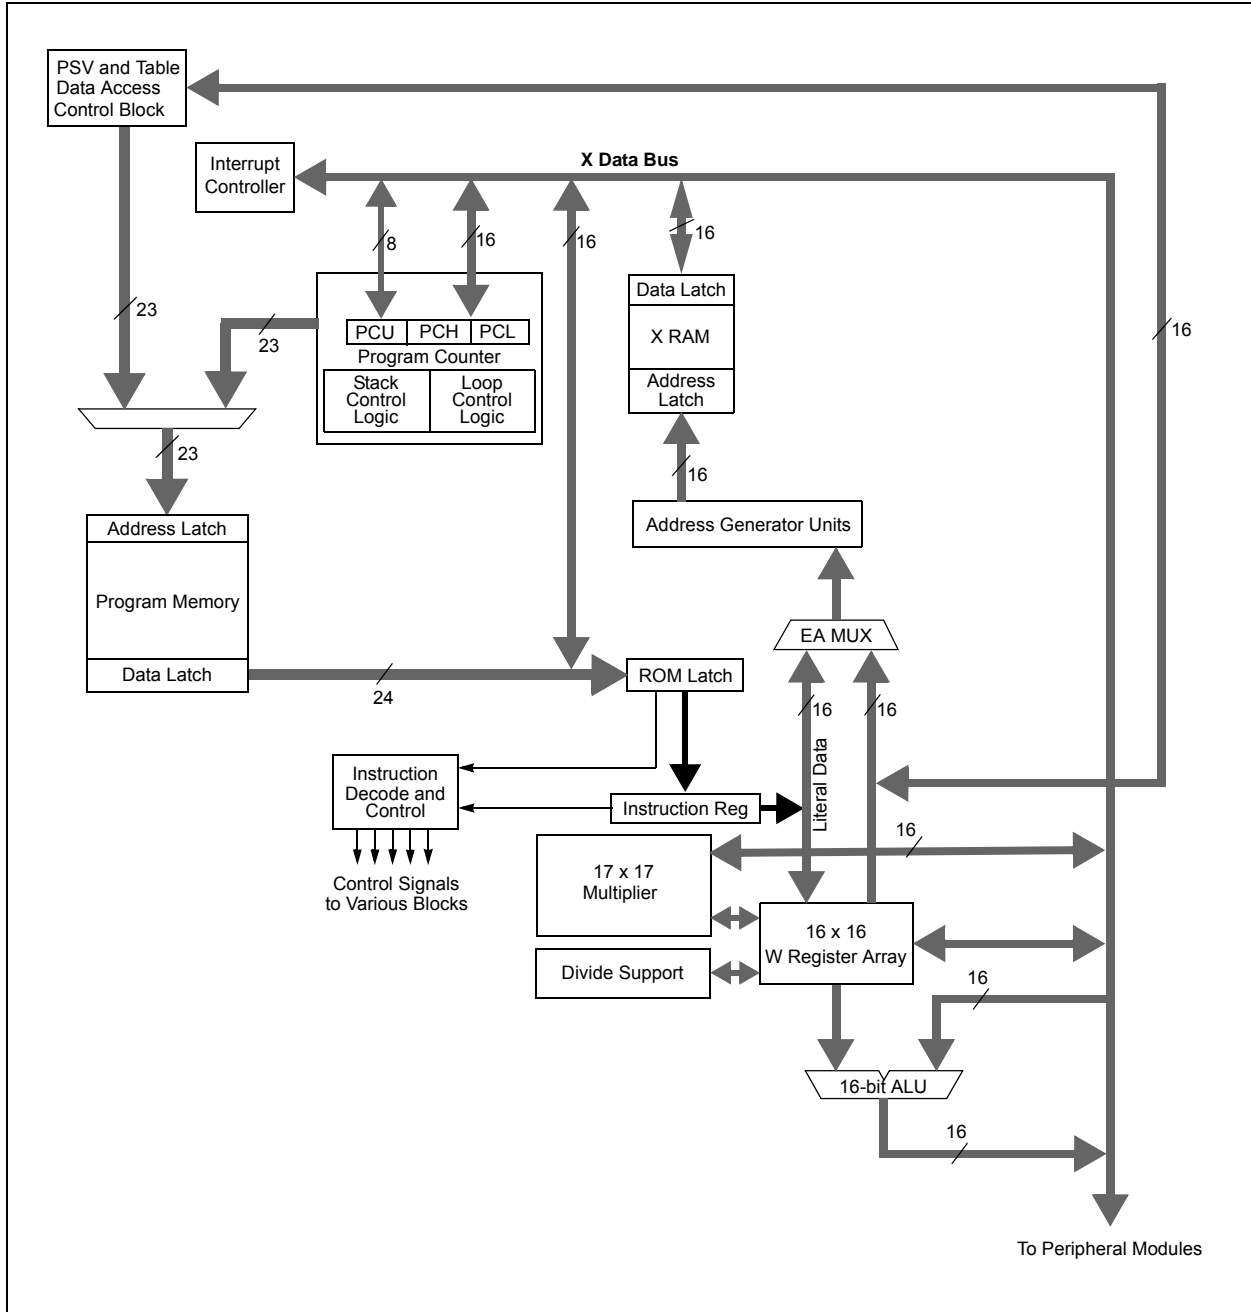 PSV and Table
Data Access
Control Block
X Data Bus
Interrupt
Controller
8
16
16
16
Data Latch
23
16
23
PCU
PCH
PCL
X RAM
Program Counter
Address
Latch
Stack
Control
Logic
Loop
Control
Logic
23
16
Address Latch
Address Generator Units
Program Memory
EA MUX
Data Latch
24
ROM Latch
16
16
Literal Data
Instruction
Decode and
Control
Instruction Reg
16
17 x 17
Multiplier
Control Signals
to Various Blocks
16 x 16
W Register Array
Divide Support
16
16-bit ALU
16
To Peripheral Modules